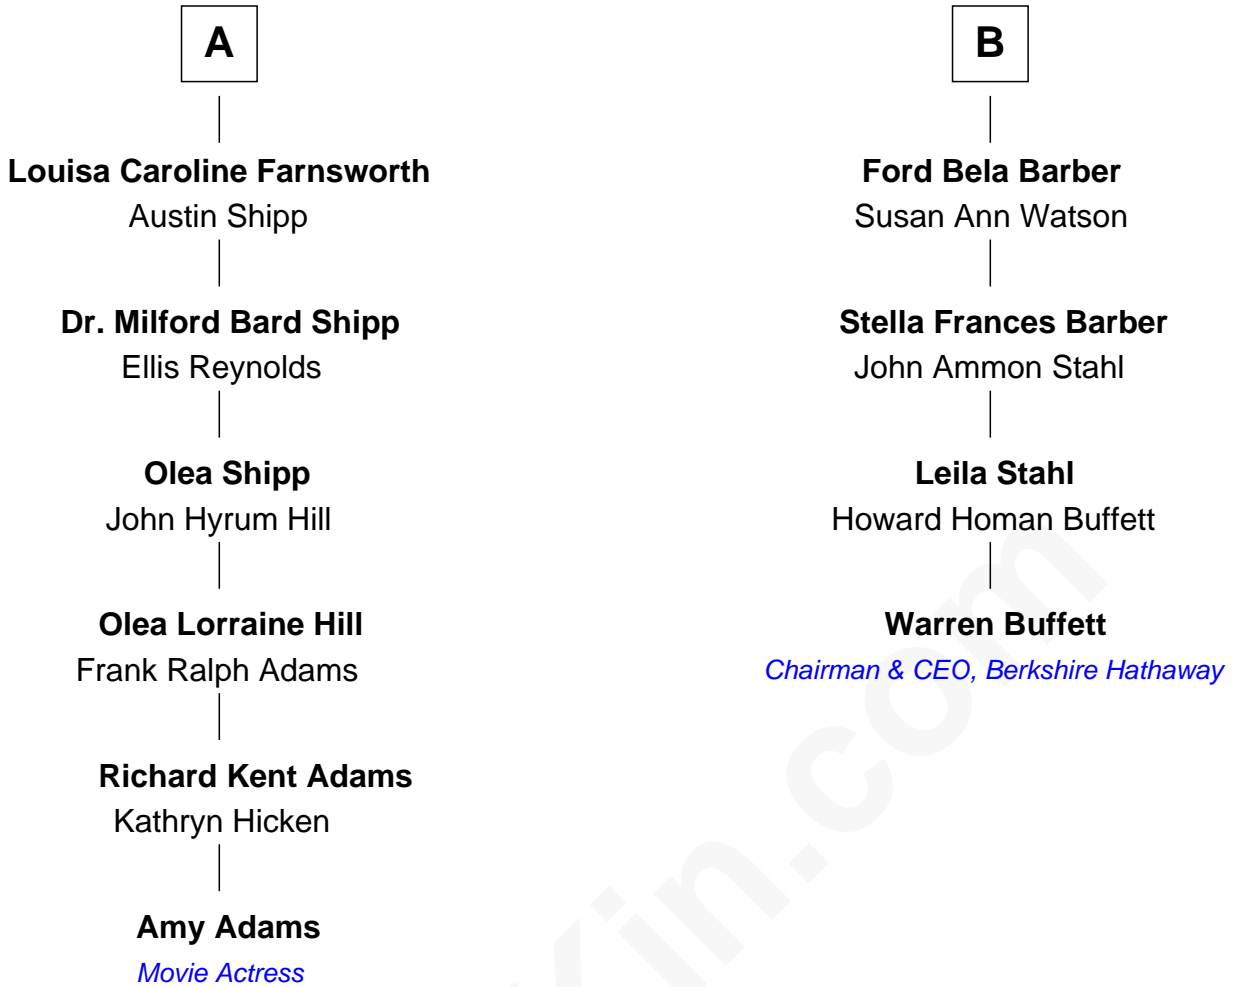 A
Louisa Caroline Farnsworth
Austin Shipp
Dr. Milford Bard Shipp
Ellis Reynolds
Olea Shipp
John Hyrum Hill
Olea Lorraine Hill
Frank Ralph Adams
Richard Kent Adams
Kathryn Hicken
Amy Adams
Movie Actress
B
Ford Bela Barber
Susan Ann Watson
Stella Frances Barber
John Ammon Stahl
Leila Stahl
Howard Homan Buffett
Warren Buffett
Chairman & CEO, Berkshire Hathaway
Kin.com